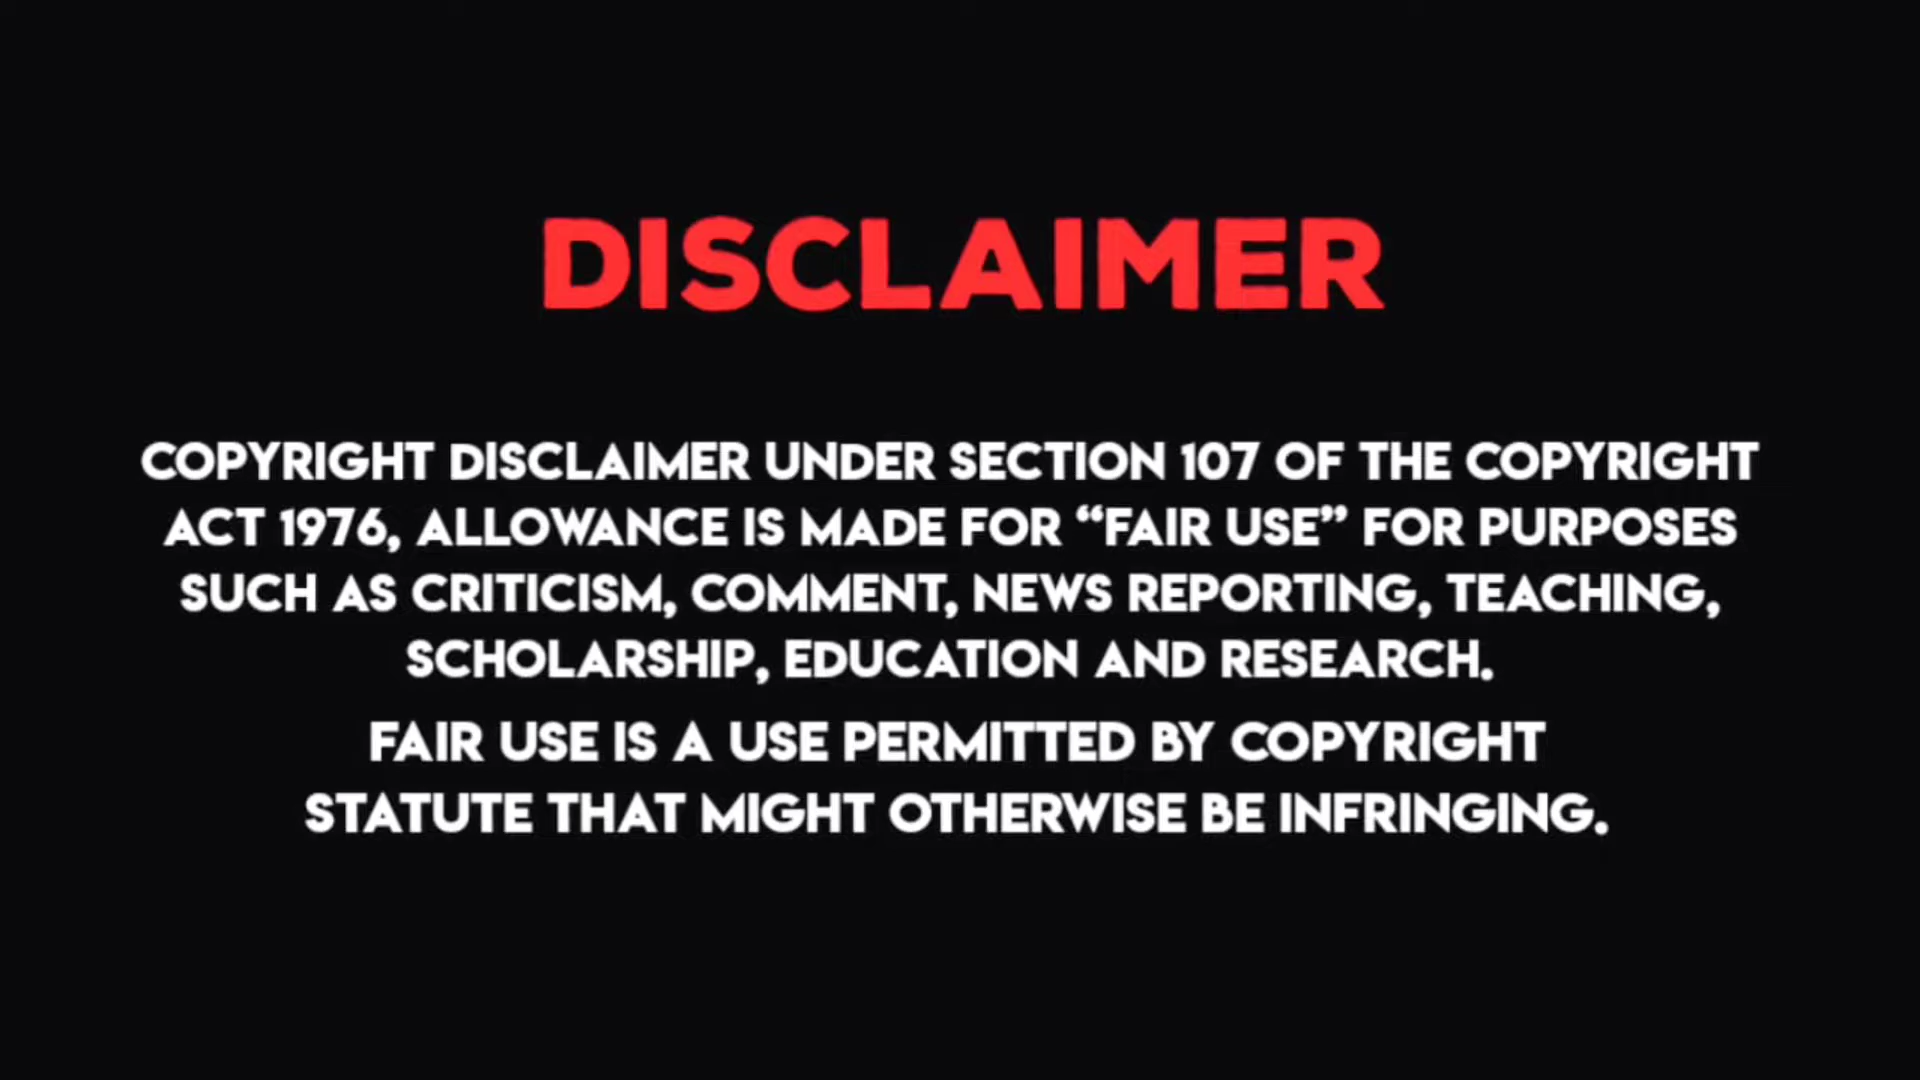 DISCLAIMER
COPYRIGHT DISCLAIMER UNDER SECTION 107 OF THE COPYRIGHT
ACT 1976, ALLOWANCE IS MADE FOR “FAIR USE” FOR PURPOSES
SUCH AS CRITICISM, COMMENT, NEWS REPORTING, TEACHING,
SCHOLARSHIP, EDUCATION AND RESEARCH.
FAIR USE IS A USE PERMITTED BY COPYRIGHT
STATUTE THAT MIGHT OTHERWISE BE INFRINGING.